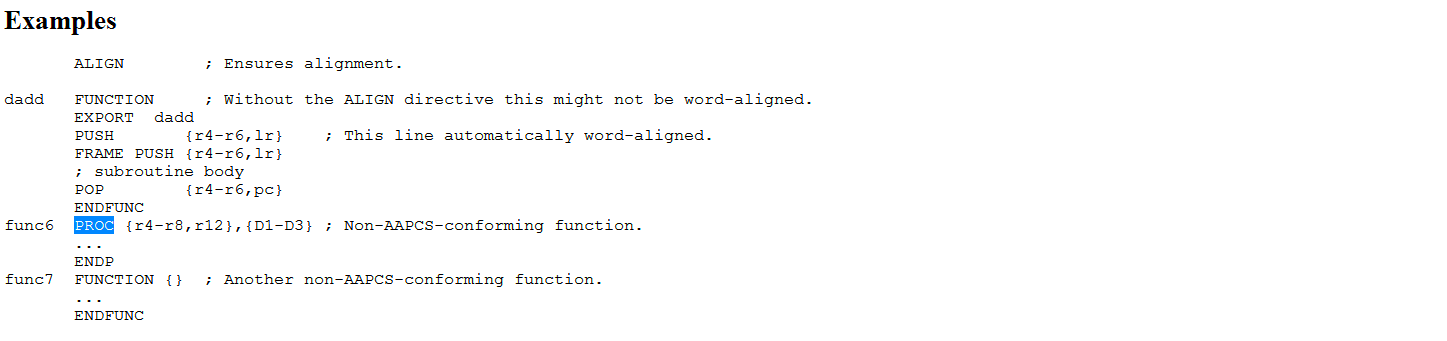 Examples
ALIGN ; Ensures alignment.
dadd FUNCTION ; Without the ALIGN directive this might not be word-aligned.
EXPORT dadd
PUSH {r4-r6,lr} ; This line automatically word-aligned.
FRAME PUSH {r4-r6,lr}
; subroutine body
POP {r4-r6,pc}
ENDFUNC
func6 PROC {r4-r8,r12},{D1-D3} ; Non-AAPCS-conforming function.
...
ENDP
func7 FUNCTION {} ; Another non-AAPCS-conforming function.
...
ENDFUNC